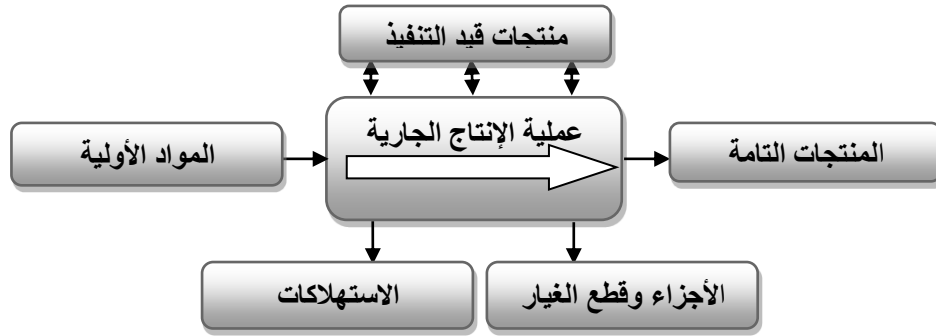 منتجات قيد التنفيذ
عملية الإنتاج الجارية
المواد الأولية
المنتجات التامة
الاستهلاكات
الأجزاء وقطع الغيار